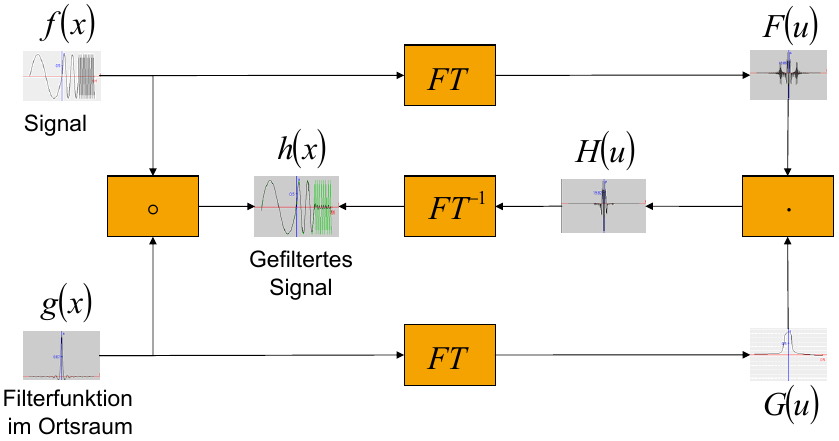 f(x)
F(u)
FT
Signal
h(x)
H(u)
∘
FT⁻¹
·
Gefiltertes
Signal
g(x)
FT
Filterfunktion
im Ortsraum
G(u)